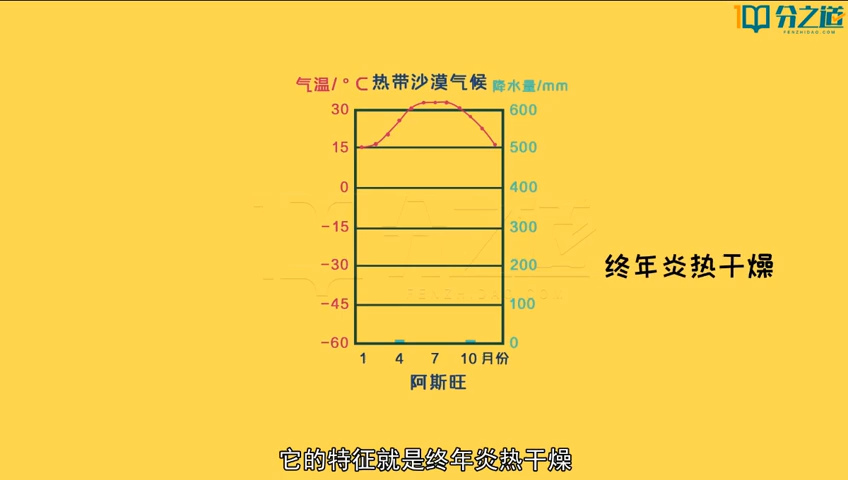 10分之道
FENZHIDAO.COM
气温/°C 热带沙漠气候 降水量/mm
30 600
15 500
0 400
-15 300
-30 200
-45 100
-60 0
1 4 7 10 月份
阿斯旺
终年炎热干燥
它的特征就是终年炎热干燥